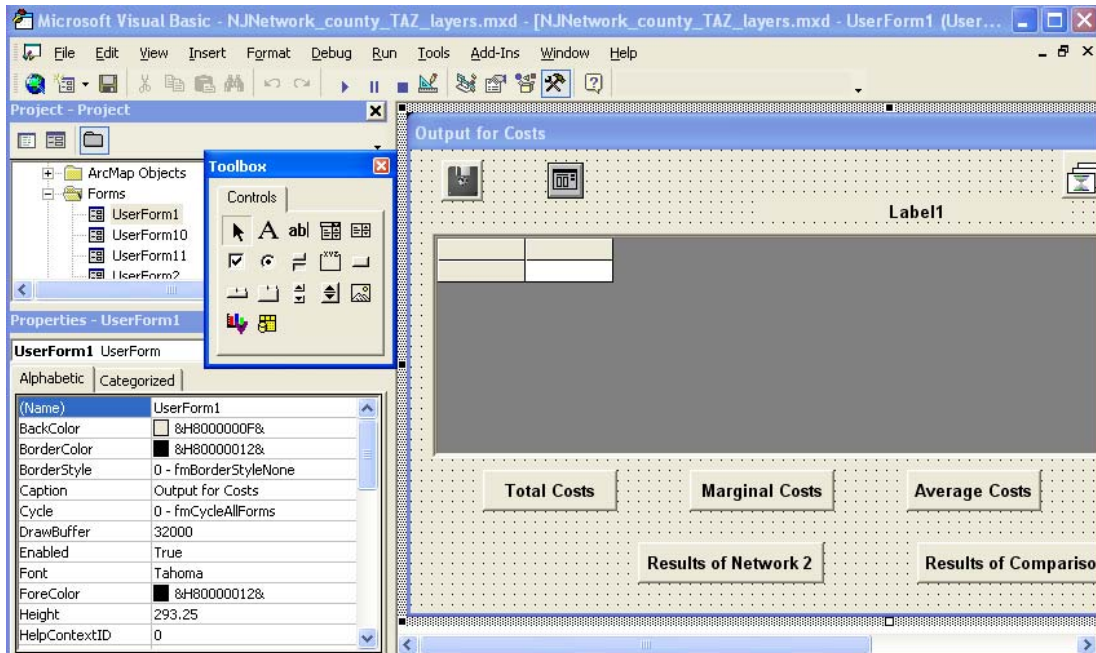 Microsoft Visual Basic - NJNetwork_county_TAZ_layers.mxd - [NJNetwork_county_TAZ_layers.mxd - UserForm1 (User...
File Edit View Insert Format Debug Run Tools Add-Ins Window Help
Project - Project
ArcMap Objects
Forms
UserForm1
UserForm10
UserForm11
UserForm2
Toolbox
Controls
A ab|
xyz
Properties - UserForm1
UserForm1 UserForm
Alphabetic Categorized
(Name) UserForm1
BackColor &H8000000F&
BorderColor &H80000012&
BorderStyle 0 - fmBorderStyleNone
Caption Output for Costs
Cycle 0 - fmCycleAllForms
DrawBuffer 32000
Enabled True
Font Tahoma
ForeColor &H80000012&
Height 293.25
HelpContextID 0
Output for Costs
Label1
Total Costs Marginal Costs Average Costs
Results of Network 2 Results of Compariso